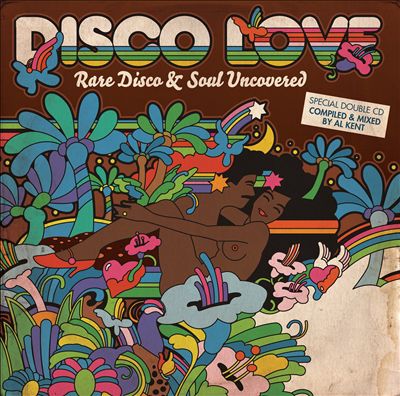 DISCO LOVE
Rare Disco & Soul Uncovered
SPECIAL DOUBLE CD
COMPILED & MIXED
BY AL KENT